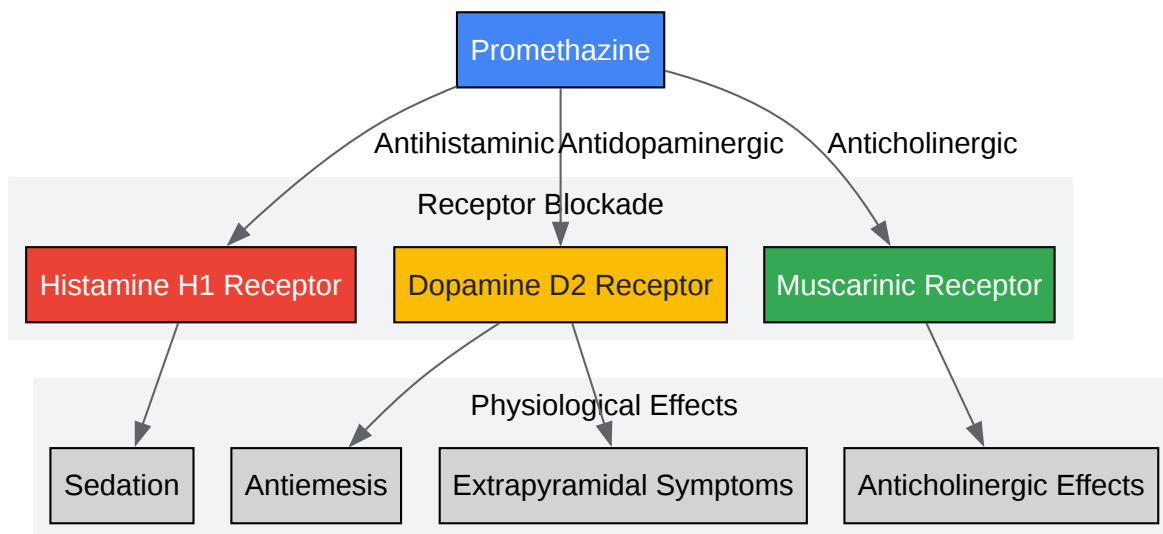 Promethazine
Antihistaminic
Antidopaminergic
Anticholinergic
Receptor Blockade
Histamine H1 Receptor
Dopamine D2 Receptor
Muscarinic Receptor
Physiological Effects
Sedation
Antiemesis
Extrapyramidal Symptoms
Anticholinergic Effects